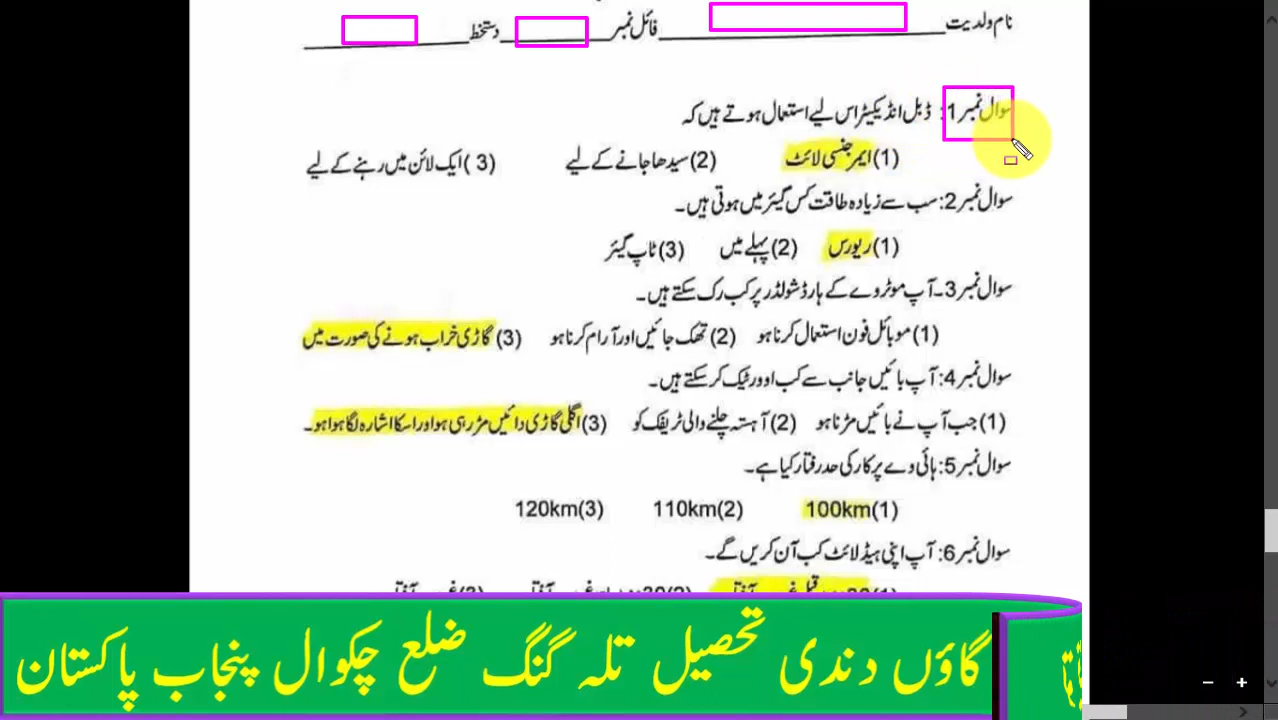 نام ولدیت ____________ فائل نمبر ______ دستخط ____________
سوال نمبر 1: ڈبل انڈیکیٹر اس لیے استعمال ہوتے ہیں کہ
(1) ایمرجنسی لائٹ (2) سیدھا جانے کے لیے (3) ایک لائن میں رہنے کے لیے
سوال نمبر 2: سب سے زیادہ طاقت کس گیئر میں ہوتی ہیں۔
(1) ریورس (2) پہلے میں (3) ٹاپ گیئر
سوال نمبر 3۔ آپ موٹروے کے ہارڈ شولڈر پر کب رک سکتے ہیں۔
(1) موبائل فون استعمال کرنا ہو (2) تھک جائیں اور آرام کرنا ہو (3) گاڑی خراب ہونے کی صورت میں
سوال نمبر 4: آپ بائیں جانب سے کب اوورٹیک کر سکتے ہیں۔
(1) جب آپ نے بائیں مڑنا ہو (2) آہستہ چلنے والی ٹریفک کو (3) اگلی گاڑی دائیں مڑ رہی ہو اور اسکا اشارہ لگا ہوا ہو۔
سوال نمبر 5: ہائی وے پر کار کی حد رفتار کیا ہے۔
(1) 100km (2) 110km (3) 120km
سوال نمبر 6: آپ اپنی ہیڈ لائٹ کب آن کریں گے۔
گاؤں دندی تحصیل تلہ گنگ ضلع چکوال پنجاب پاکستان